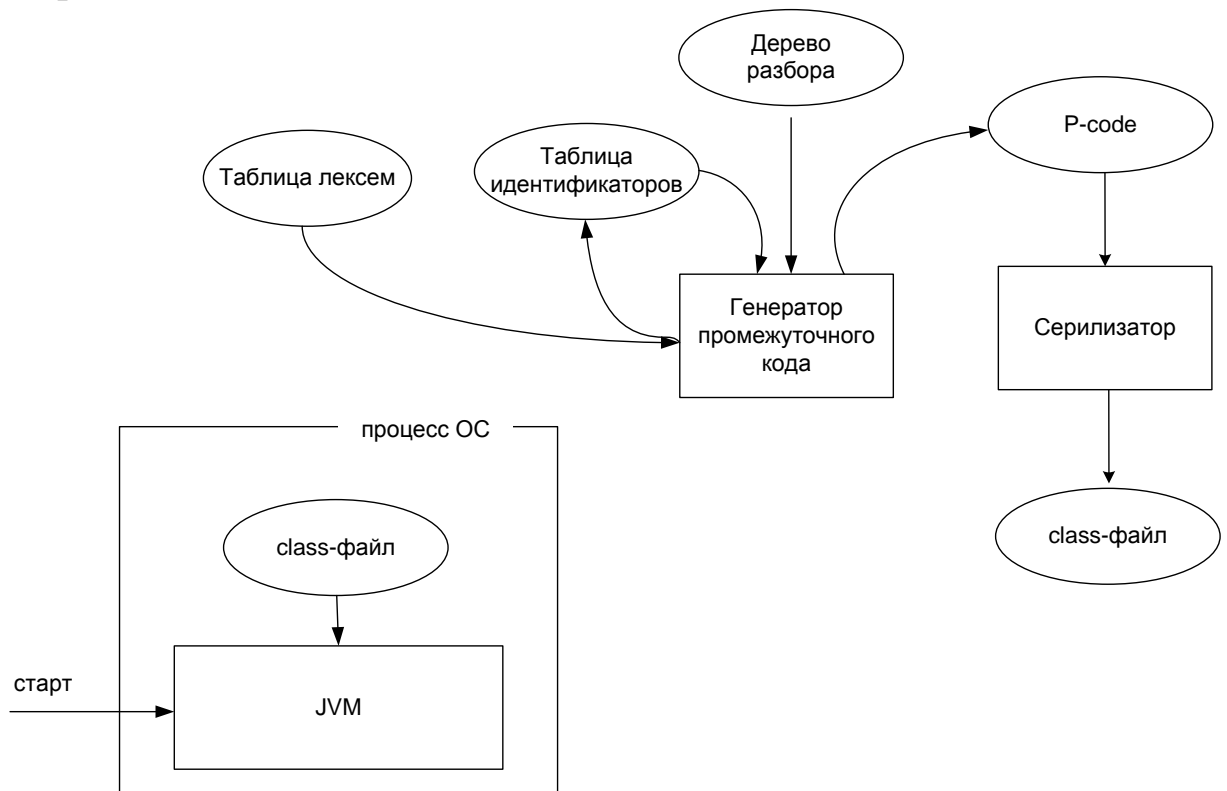 Дерево
разбора
P-code
Таблица лексем
Таблица
идентификаторов
Генератор
промежуточного
кода
Серилизатор
процесс ОС
class-файл
class-файл
старт
JVM